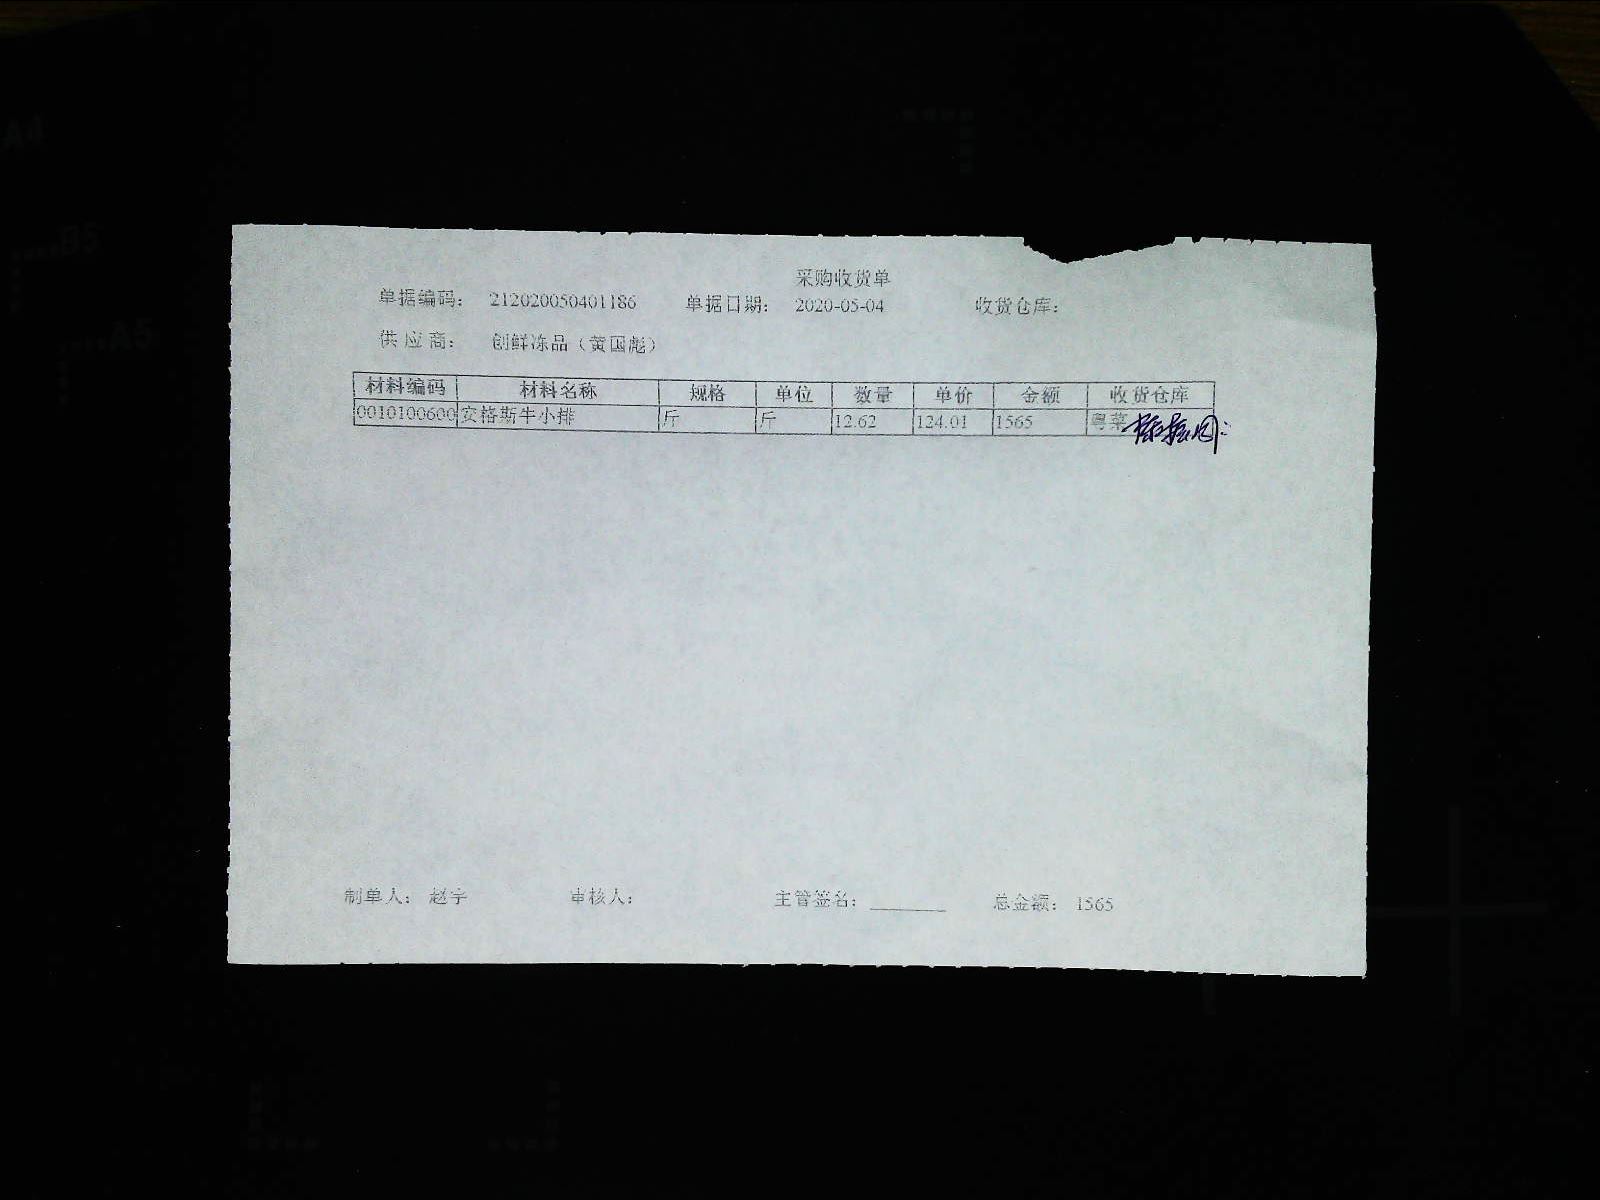 采购收货单
单据编码: 212020050401186 单据日期: 2020-05-04 收货仓库:
供应商: 创鲜冻品(黄国彪)
材料编码 材料名称 规格 单位 数量 单价 金额 收货仓库
0010100600 安格斯牛小排 斤 斤 12.62 124.01 1565 粤菜
制单人: 赵宇 审核人: 主管签名: 总金额: 1565
A4
B5
A5